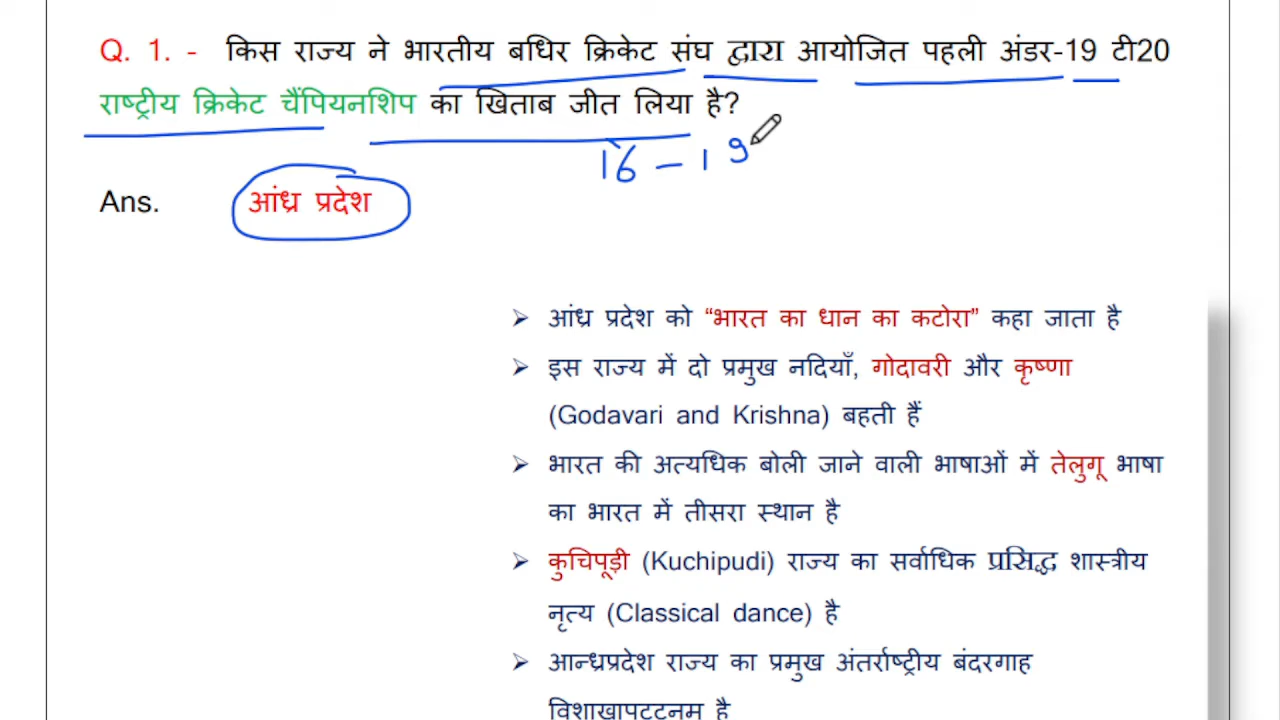 Q. 1. - किस राज्य ने भारतीय बधिर क्रिकेट संघ द्वारा आयोजित पहली अंडर-19 टी20
राष्ट्रीय क्रिकेट चैंपियनशिप का खिताब जीत लिया है?
16 - 19
Ans. आंध्र प्रदेश
➢ आंध्र प्रदेश को “भारत का धान का कटोरा” कहा जाता है
➢ इस राज्य में दो प्रमुख नदियाँ, गोदावरी और कृष्णा
(Godavari and Krishna) बहती हैं
➢ भारत की अत्यधिक बोली जाने वाली भाषाओं में तेलुगू भाषा
का भारत में तीसरा स्थान है
➢ कुचिपूड़ी (Kuchipudi) राज्य का सर्वाधिक प्रसिद्ध शास्त्रीय
नृत्य (Classical dance) है
➢ आन्ध्रप्रदेश राज्य का प्रमुख अंतर्राष्ट्रीय बंदरगाह
विशाखापट्टनम है